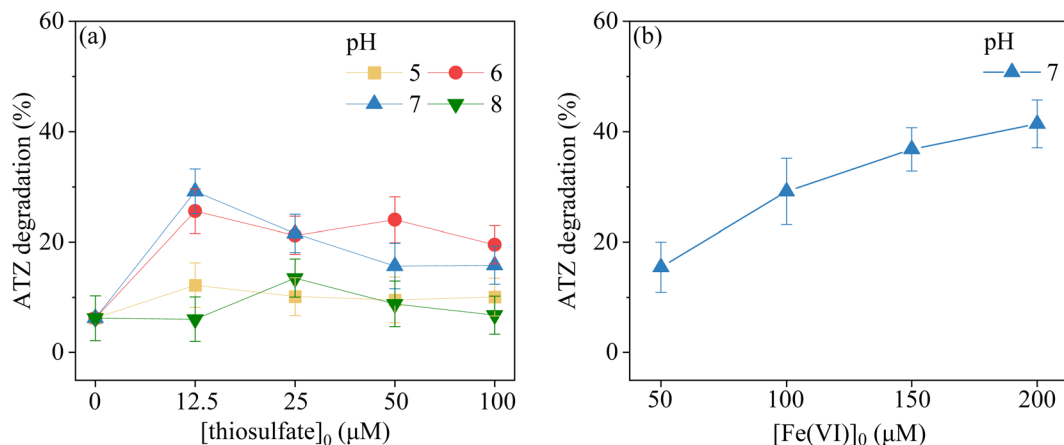 (a)
pH
5 6
7 8
60
40
20
0
ATZ degradation (%)
0 12.5 25 50 100
[thiosulfate]0 (μM)
(b)
pH
7
60
40
20
0
ATZ degradation (%)
50 100 150 200
[Fe(VI)]0 (μM)